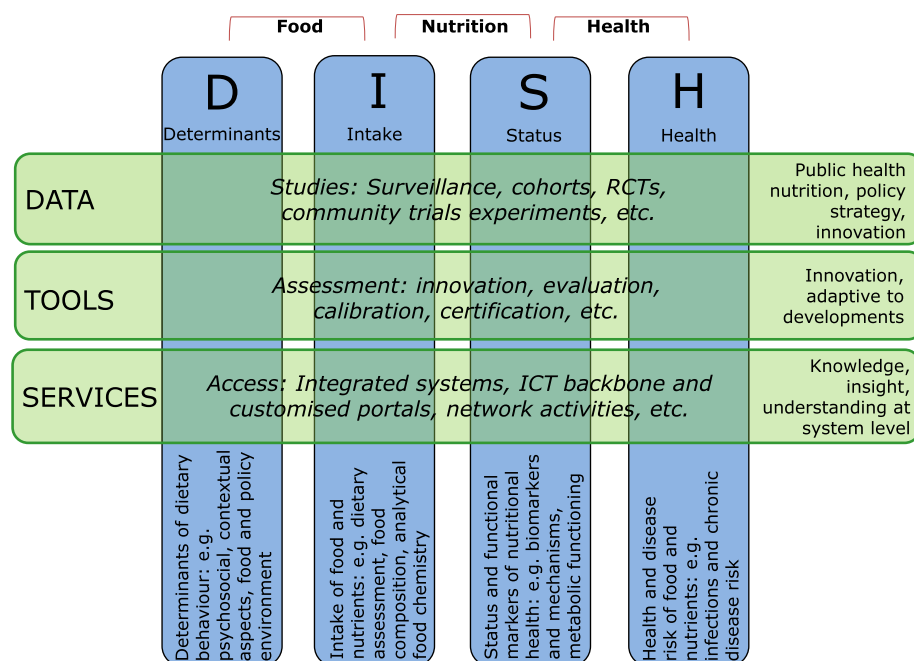 Food
Nutrition
Health
D
Determinants
I
Intake
S
Status
H
Health
DATA
Studies: Surveillance, cohorts, RCTs,
community trials experiments, etc.
Public health
nutrition, policy
strategy,
innovation
TOOLS
Assessment: innovation, evaluation,
calibration, certification, etc.
Innovation,
adaptive to
developments
SERVICES
Access: Integrated systems, ICT backbone and
customised portals, network activities, etc.
Knowledge,
insight,
understanding at
system level
Determinants of dietary
behaviour: e.g.
psychosocial, contextual
aspects, food and policy
environment
Intake of food and
nutrients: e.g. dietary
assessment, food
composition, analytical
food chemistry
Status and functional
markers of nutritional
health: e.g. biomarkers
and mechanisms,
metabolic functioning
Health and disease
risk of food and
nutrients: e.g.
infections and chronic
disease risk